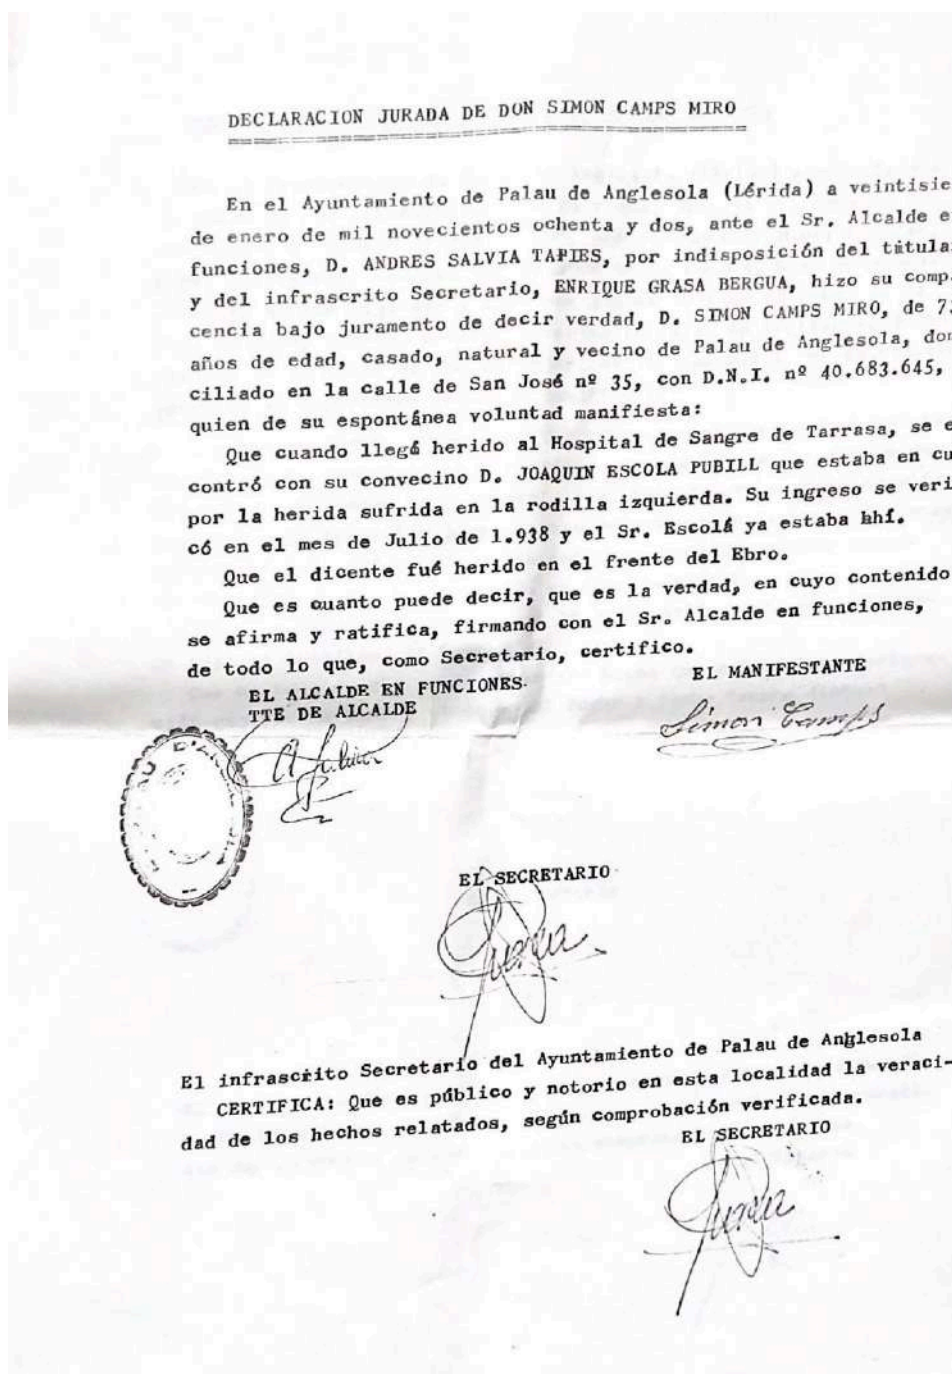 DECLARACION JURADA DE DON SIMON CAMPS MIRO
En el Ayuntamiento de Palau de Anglesola (Lérida) a veintisie
de enero de mil novecientos ochenta y dos, ante el Sr. Alcalde e
funciones, D. ANDRES SALVIA TAPIES, por indisposición del titula
y del infrascrito Secretario, ENRIQUE GRASA BERGUA, hizo su comp
cencia bajo juramento de decir verdad, D. SIMON CAMPS MIRO, de 7
años de edad, casado, natural y vecino de Palau de Anglesola, do
ciliado en la calle de San José nº 35, con D.N.I. nº 40.683.645,
quien de su espontánea voluntad manifiesta:
Que cuando llegá herido al Hospital de Sangre de Tarrasa, se e
contró con su convecino D. JOAQUIN ESCOLA PUBILL que estaba en cu
por la herida sufrida en la rodilla izquierda. Su ingreso se veri
có en el mes de Julio de 1.938 y el Sr. Escolá ya estaba hhí.
Que el dicente fué herido en el frente del Ebro.
Que es cuanto puede decir, que es la verdad, en cuyo contenido
se afirma y ratifica, firmando con el Sr. Alcalde en funciones,
de todo lo que, como Secretario, certifico.
EL MANIFESTANTE
EL ALCALDE EN FUNCIONES
TTE DE ALCALDE
Simon Camps
EL SECRETARIO
El infrascrito Secretario del Ayuntamiento de Palau de Anglesola
CERTIFICA: Que es público y notorio en esta localidad la veraci-
dad de los hechos relatados, según comprobación verificada.
EL SECRETARIO